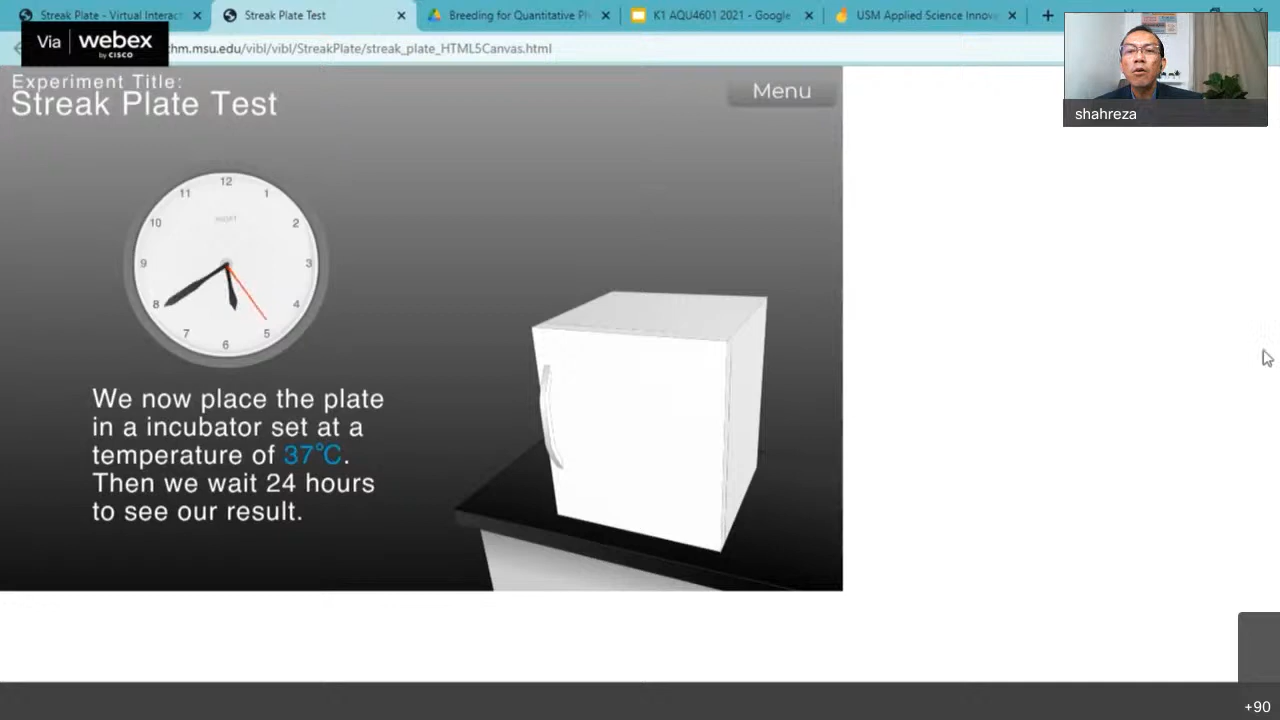 Streak Plate - Virtual Interact
Streak Plate Test
Breeding for Quantitative Ph
K1 AQU4601 2021 - Google
USM Applied Science Innov
Via webex
by CISCO
hm.msu.edu/vibl/vibl/StreakPlate/streak_plate_HTML5Canvas.html
shahreza
Experiment Title:
Streak Plate Test
Menu
12
11 1
10 2
9 3
8 4
7 5
6
We now place the plate
in a incubator set at a
temperature of 37°C.
Then we wait 24 hours
to see our result.
+90